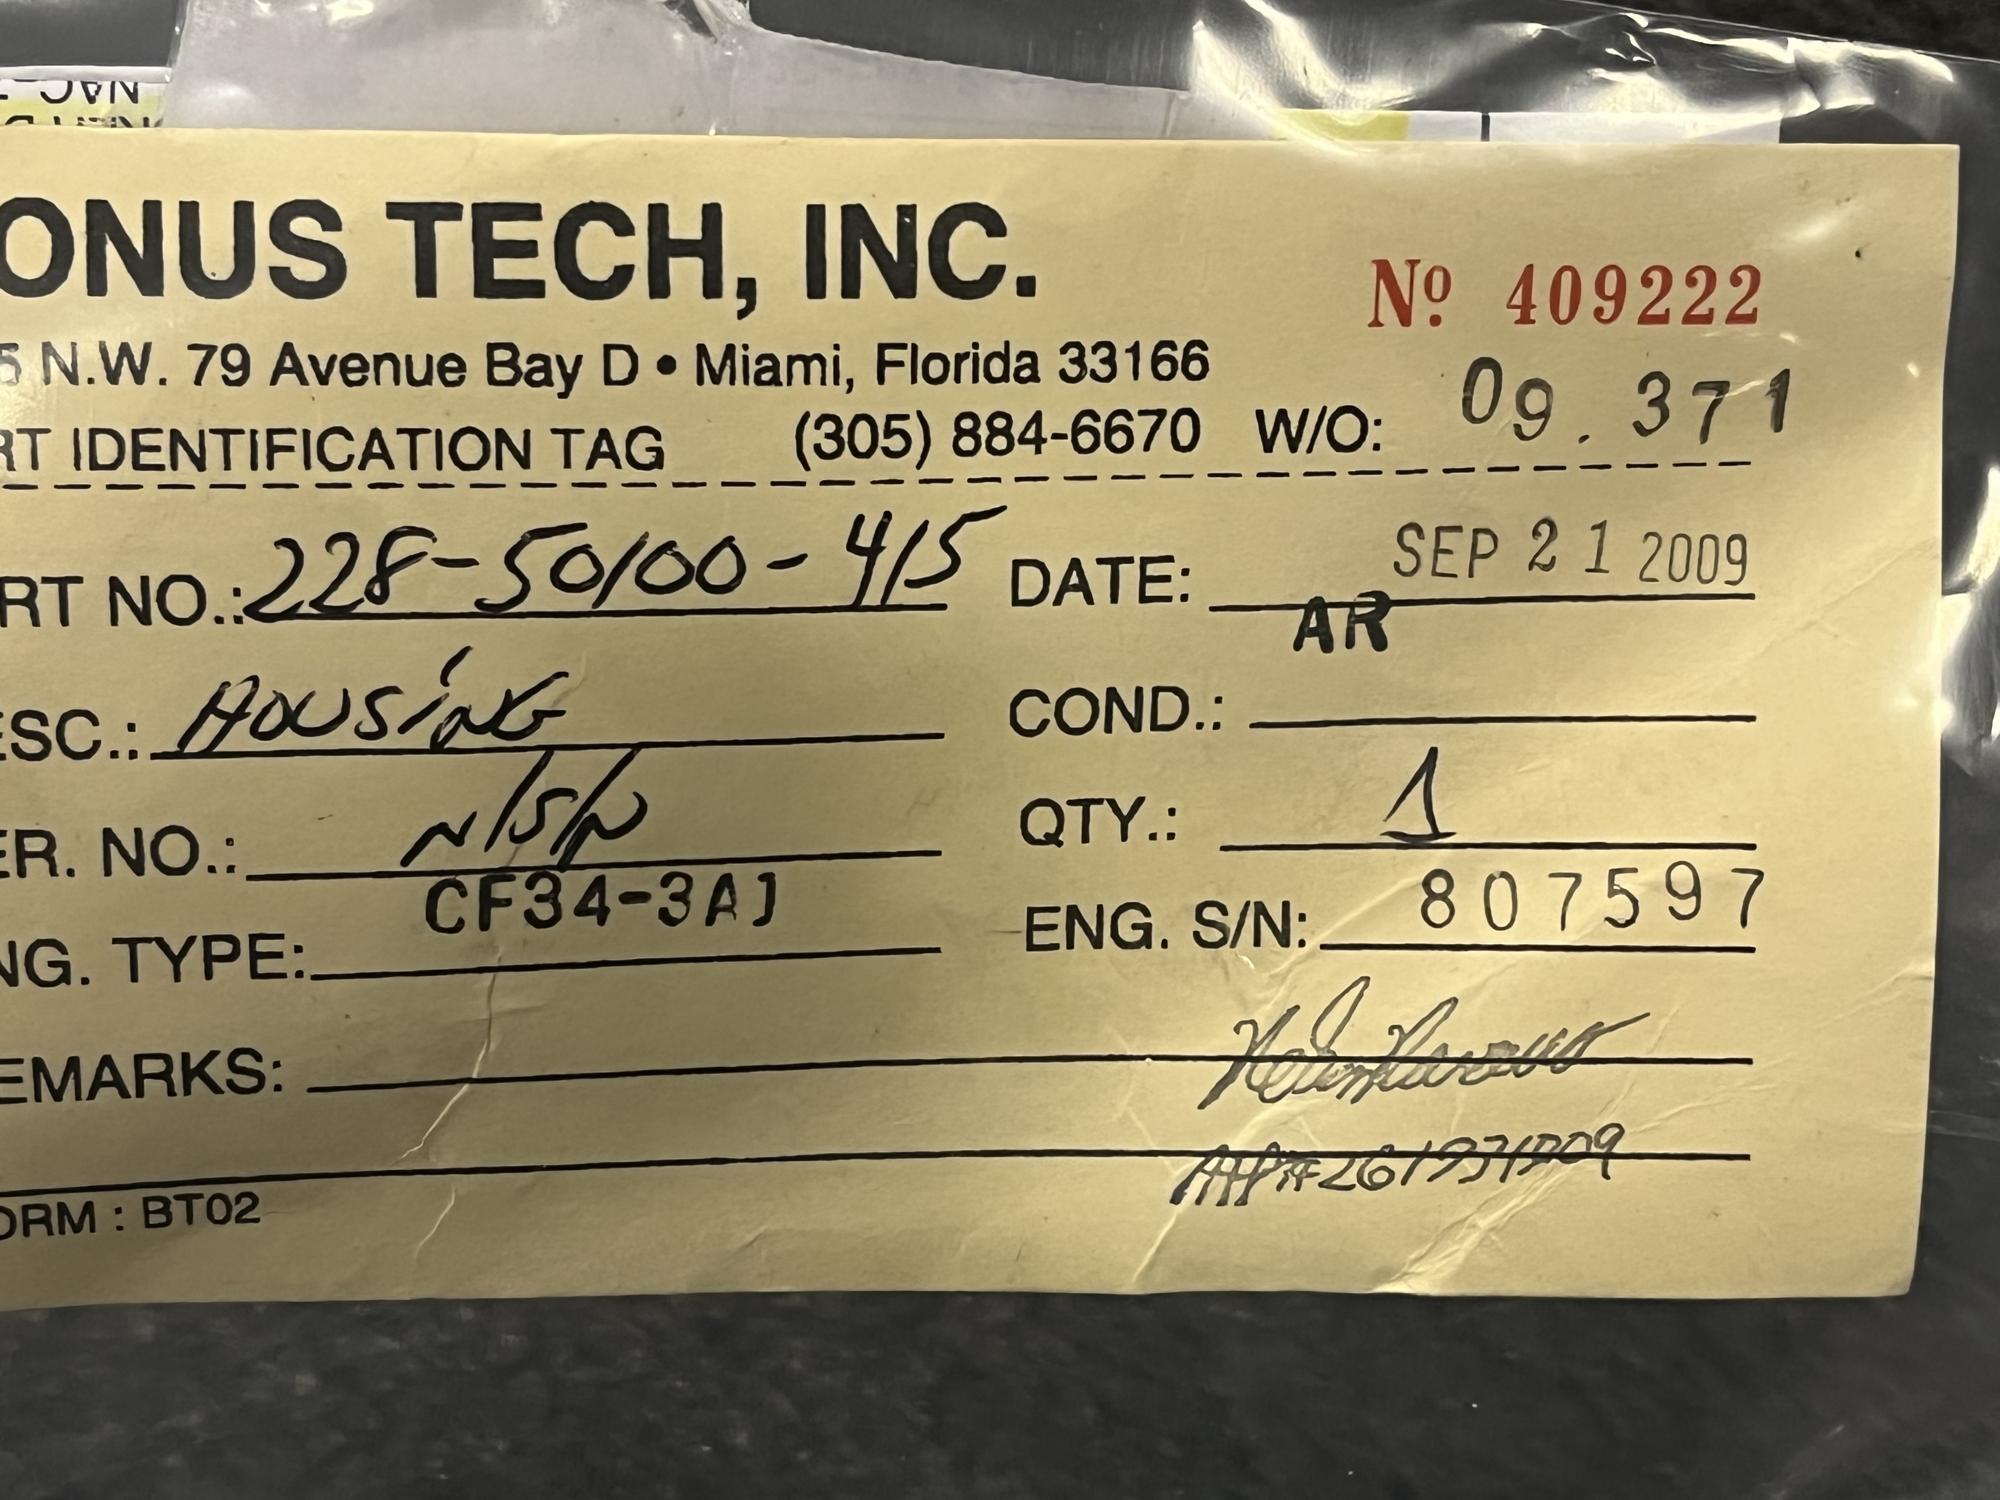 NAC
ONUS TECH, INC.
Nº 409222
5 N.W. 79 Avenue Bay D • Miami, Florida 33166
RT IDENTIFICATION TAG (305) 884-6670 W/O: 09.371
RT NO.: 228-50100-415 DATE: SEP 21 2009
ESC.: HOUSING COND.: AR
ER. NO.: N/S/N QTY.: 1
NG. TYPE: CF34-3A1 ENG. S/N: 807597
EMARKS:
ORM : BT02